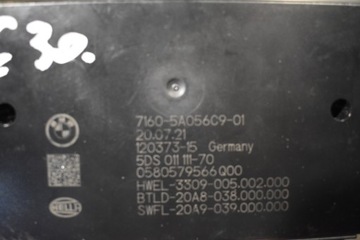 30.
7160-5A056C9-01
20.07.21
120373-15 Germany
5DS 011 111-70
0580579566Q00
HWEL-3309-005.002.000
BTLD-20A8-038.000.000
SWFL-20A9-039.000.000
HELLA